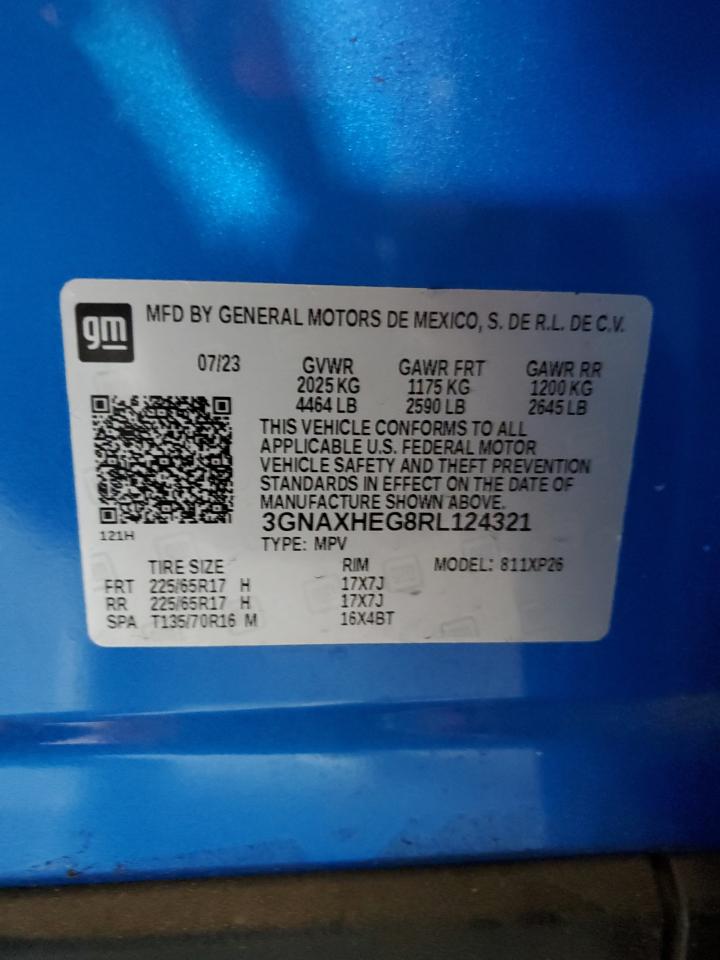 gm
MFD BY GENERAL MOTORS DE MEXICO, S. DE R.L. DE C.V.
07/23 GVWR GAWR FRT GAWR RR
2025 KG 1175 KG 1200 KG
4464 LB 2590 LB 2645 LB
THIS VEHICLE CONFORMS TO ALL
APPLICABLE U.S. FEDERAL MOTOR
VEHICLE SAFETY AND THEFT PREVENTION
STANDARDS IN EFFECT ON THE DATE OF
MANUFACTURE SHOWN ABOVE.
3GNAXHEG8RL124321
121H
TYPE: MPV
TIRE SIZE RIM MODEL: 811XP26
FRT 225/65R17 H 17X7J
RR 225/65R17 H 17X7J
SPA T135/70R16 M 16X4BT